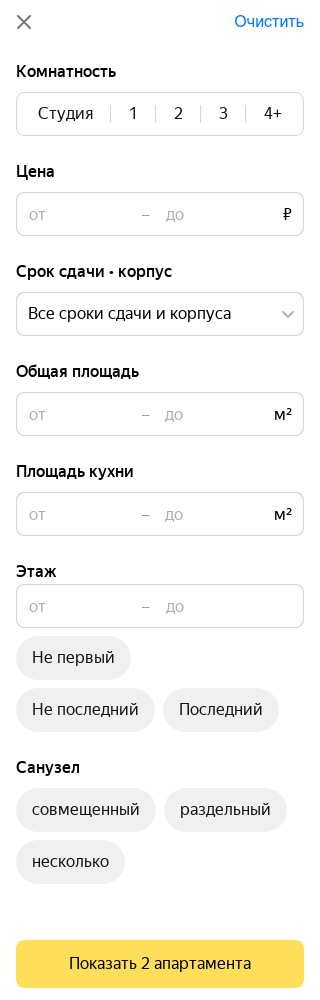 Очистить
Комнатность
Студия 1 2 3 4+
Цена
от – до ₽
Срок сдачи • корпус
Все сроки сдачи и корпуса
Общая площадь
от – до м²
Площадь кухни
от – до м²
Этаж
от – до
Не первый
Не последний Последний
Санузел
совмещенный раздельный
несколько
Показать 2 апартамента